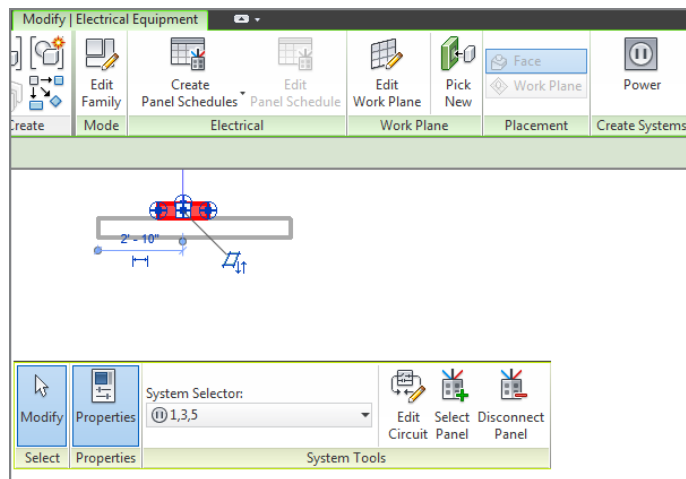 Modify | Electrical Equipment
Edit
Family
Create
Panel Schedules
Edit
Panel Schedule
Edit
Work Plane
Pick
New
Face
Work Plane
Power
Create
Mode
Electrical
Work Plane
Placement
Create Systems
2' - 10"
Modify
Properties
System Selector:
1,3,5
Edit
Circuit
Select
Panel
Disconnect
Panel
Select
Properties
System Tools